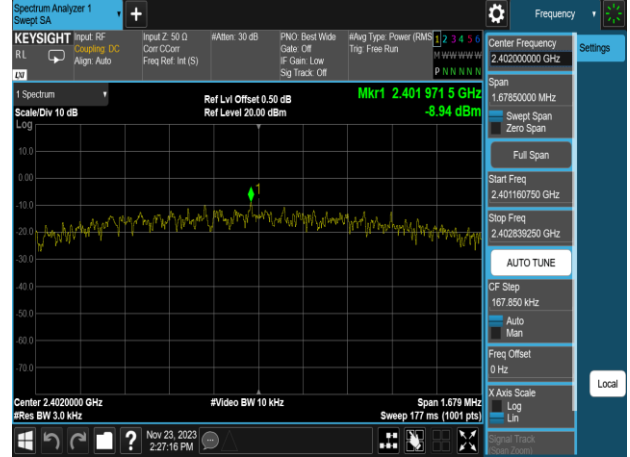 Spectrum Analyzer 1
Swept SA
Frequency
KEYSIGHT
RL
Input: RF
Coupling: DC
Align: Auto
Input Z: 50 Ω
Corr CCorr
Freq Ref: Int (S)
#Atten: 30 dB
PNO: Best Wide
Gate: Off
IF Gain: Low
Sig Track: Off
#Avg Type: Power (RMS
Trig: Free Run
1 2 3 4 5 6
M W W W W W
P N N N N N
LXI
1 Spectrum
Scale/Div 10 dB
Log
Ref Lvl Offset 0.50 dB
Ref Level 20.00 dBm
Mkr1 2.401 971 5 GHz
-8.94 dBm
10.0
0.00
-10.0
-20.0
-30.0
-40.0
-50.0
-60.0
-70.0
1
Center 2.4020000 GHz
#Res BW 3.0 kHz
#Video BW 10 kHz
Span 1.679 MHz
Sweep 177 ms (1001 pts)
Nov 23, 2023
2:27:16 PM
Center Frequency
2.402000000 GHz
Settings
Span
1.67850000 MHz
Swept Span
Zero Span
Full Span
Start Freq
2.401160750 GHz
Stop Freq
2.402839250 GHz
AUTO TUNE
CF Step
167.850 kHz
Auto
Man
Freq Offset
0 Hz
X Axis Scale
Log
Lin
Local
Signal Track
(Span Zoom)